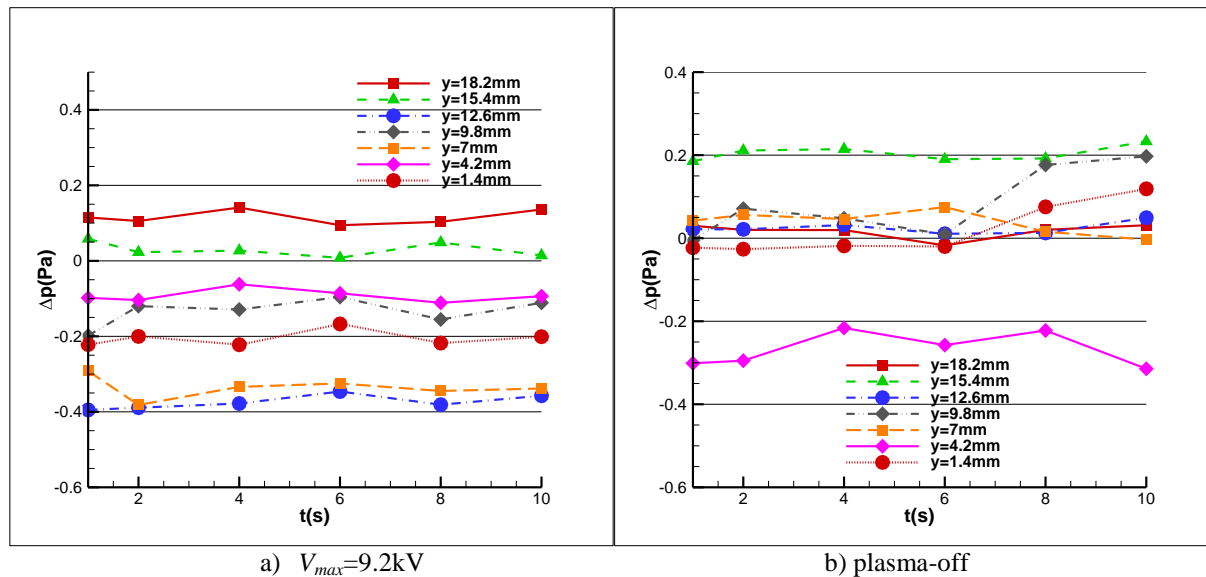 y=18.2mm
y=15.4mm
y=12.6mm
y=9.8mm
y=7mm
y=4.2mm
y=1.4mm
0.4
0.2
0
-0.2
-0.4
-0.6
Δp(Pa)
2 4 6 8 10
t(s)
a) Vmax=9.2kV
0.4
0.2
0
-0.2
-0.4
-0.6
Δp(Pa)
y=18.2mm
y=15.4mm
y=12.6mm
y=9.8mm
y=7mm
y=4.2mm
y=1.4mm
2 4 6 8 10
t(s)
b) plasma-off